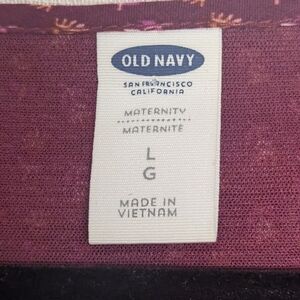 OLD NAVY
SAN FRANCISCO
CALIFORNIA
MATERNITY
MATERNITÉ
L
G
MADE IN
VIETNAM